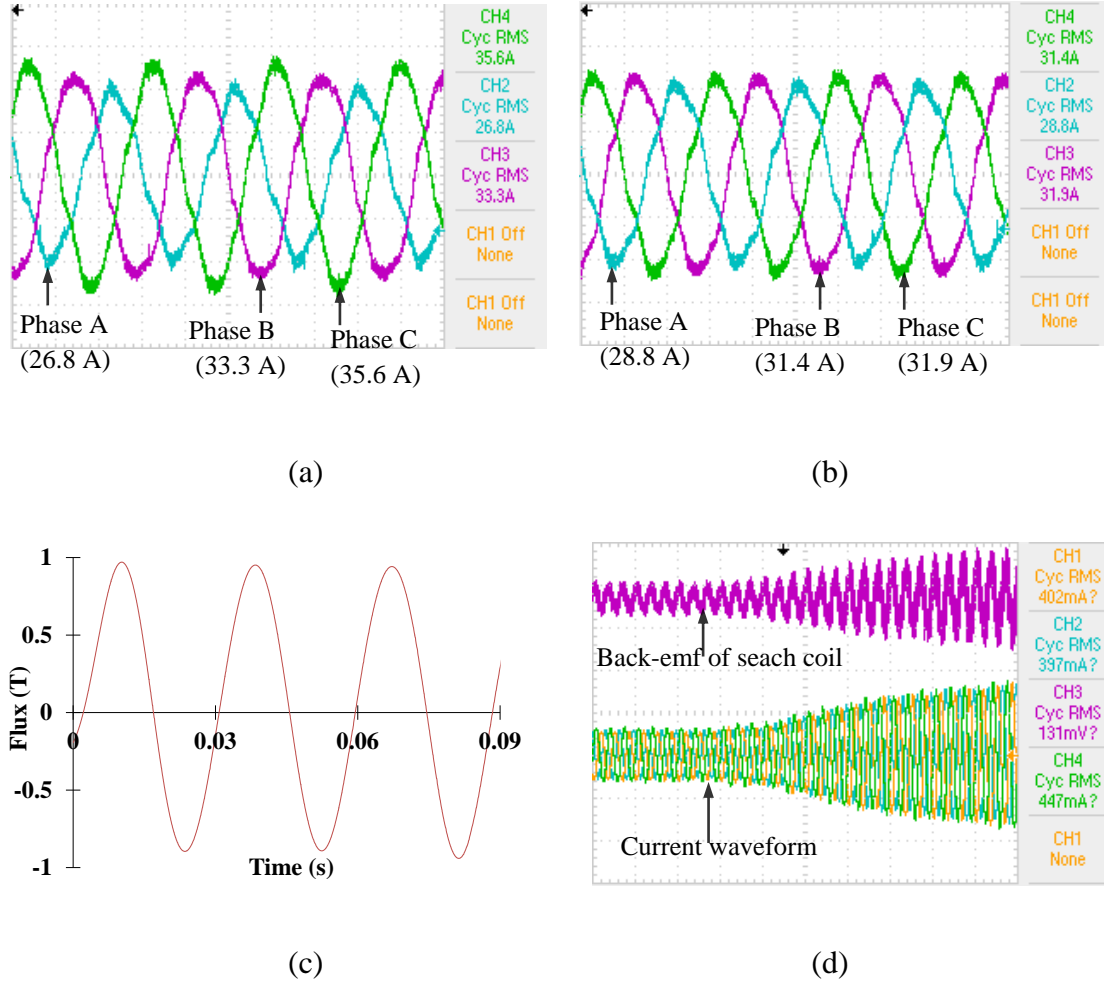 CH4
Cyc RMS
35.6A
CH2
Cyc RMS
26.8A
CH3
Cyc RMS
33.3A
CH1 Off
None
CH1 Off
None
Phase A
(26.8 A)
Phase B
(33.3 A)
Phase C
(35.6 A)
(a)
CH4
Cyc RMS
31.4A
CH2
Cyc RMS
28.8A
CH3
Cyc RMS
31.9A
CH1 Off
None
CH1 Off
None
Phase A
(28.8 A)
Phase B
(31.4 A)
Phase C
(31.9 A)
(b)
1
0.5
0
-0.5
-1
Flux (T)
0
0.03
0.06
0.09
Time (s)
(c)
Back-emf of seach coil
Current waveform
CH1
Cyc RMS
402mA?
CH2
Cyc RMS
397mA?
CH3
Cyc RMS
131mV?
CH4
Cyc RMS
447mA?
CH1
None
(d)